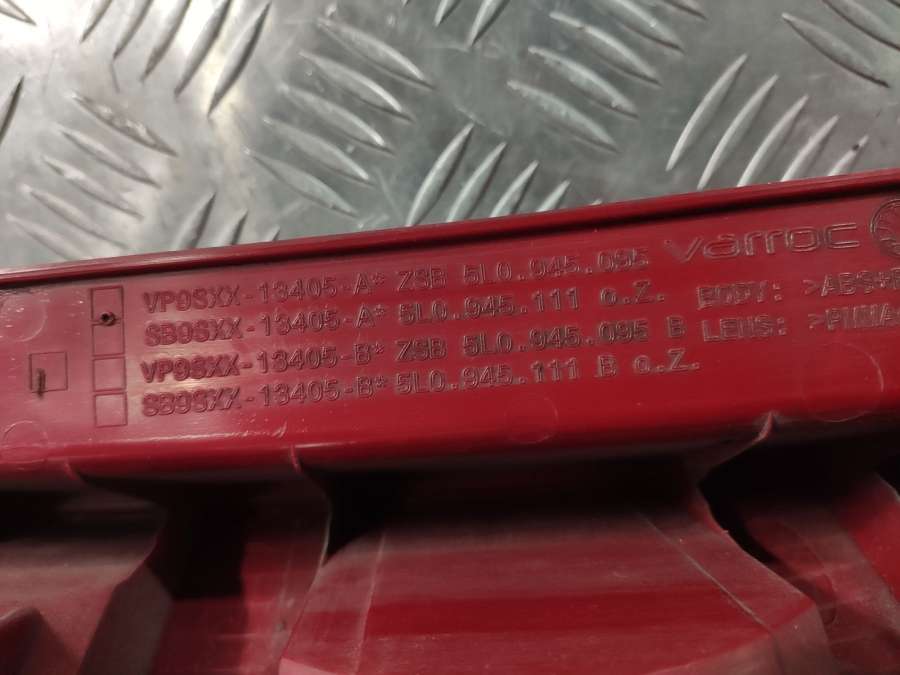 VP9SXX-13405-A* ZSB 5L0.945.095 varroc
SB9SXX-13405-A* 5L0.945.111 o.Z. BODY: >ABS+
VP9SXX-13405-B* ZSB 5L0.945.095 B LENS: >PMMA
SB9SXX-13405-B* 5L0.945.111 B o.Z.